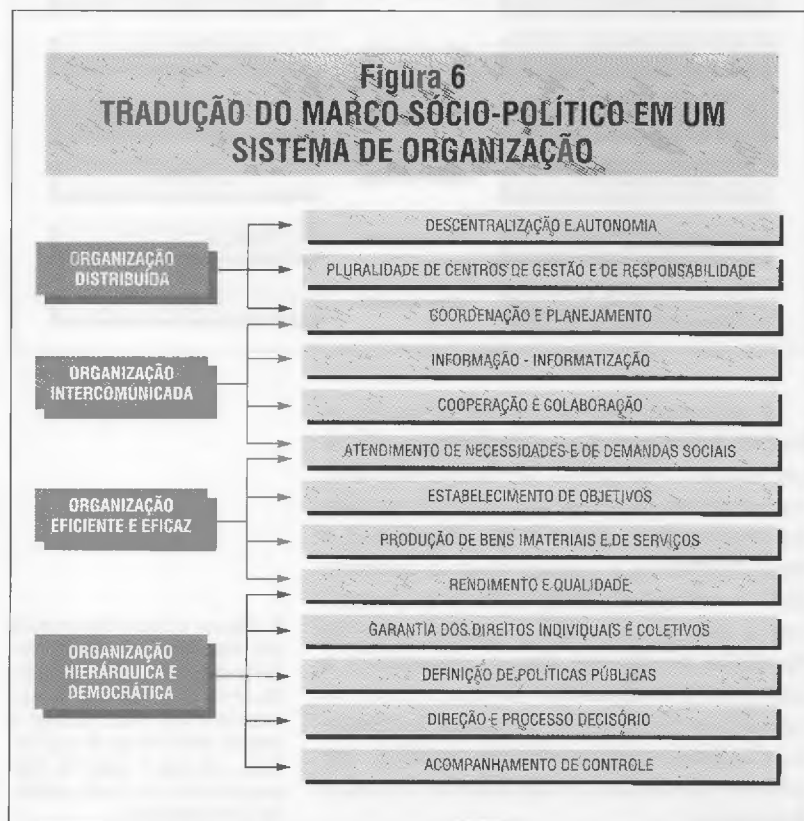 Figura 6
TRADUÇÃO DO MARCO SÓCIO-POLÍTICO EM UM
SISTEMA DE ORGANIZAÇÃO
ORGANIZAÇÃO
DISTRIBUÍDA
DESCENTRALIZAÇÃO E AUTONOMIA
PLURALIDADE DE CENTROS DE GESTÃO E DE RESPONSABILIDADE
COORDENAÇÃO E PLANEJAMENTO
ORGANIZAÇÃO
INTERCOMUNICADA
INFORMAÇÃO - INFORMATIZAÇÃO
COOPERAÇÃO E COLABORAÇÃO
ATENDIMENTO DE NECESSIDADES E DE DEMANDAS SOCIAIS
ORGANIZAÇÃO
EFICIENTE E EFICAZ
ESTABELECIMENTO DE OBJETIVOS
PRODUÇÃO DE BENS IMATERIAIS E DE SERVIÇOS
RENDIMENTO E QUALIDADE
ORGANIZAÇÃO
HIERÁRQUICA E
DEMOCRÁTICA
GARANTIA DOS DIREITOS INDIVIDUAIS E COLETIVOS
DEFINIÇÃO DE POLÍTICAS PÚBLICAS
DIREÇÃO E PROCESSO DECISÓRIO
ACOMPANHAMENTO DE CONTROLE